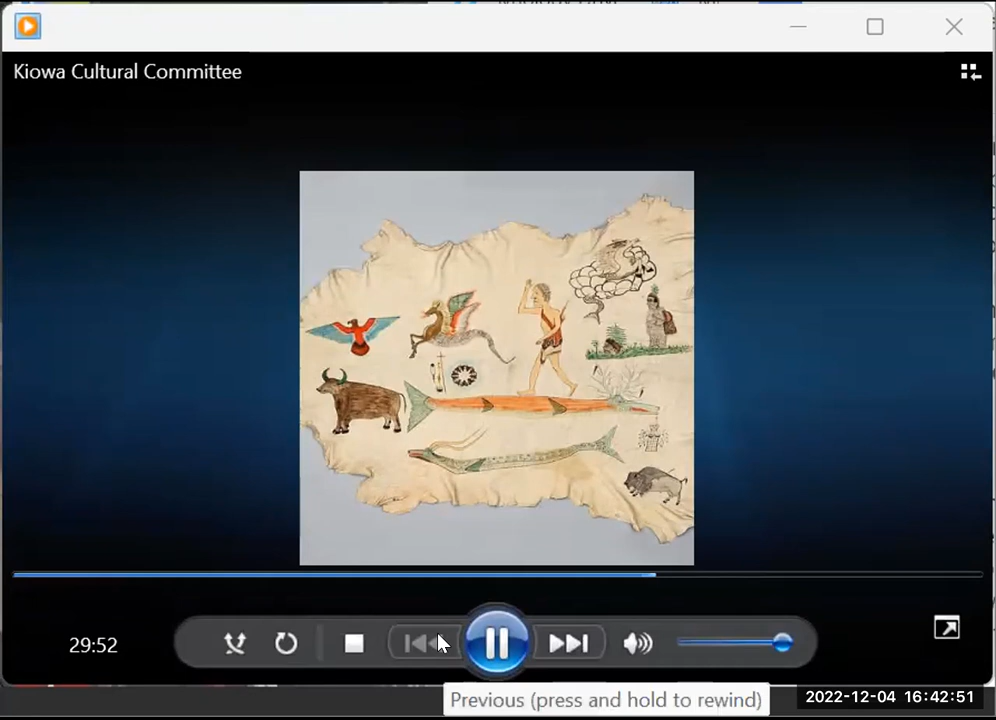 Kiowa Cultural Committee
29:52
Previous (press and hold to rewind)
2022-12-04 16:42:51